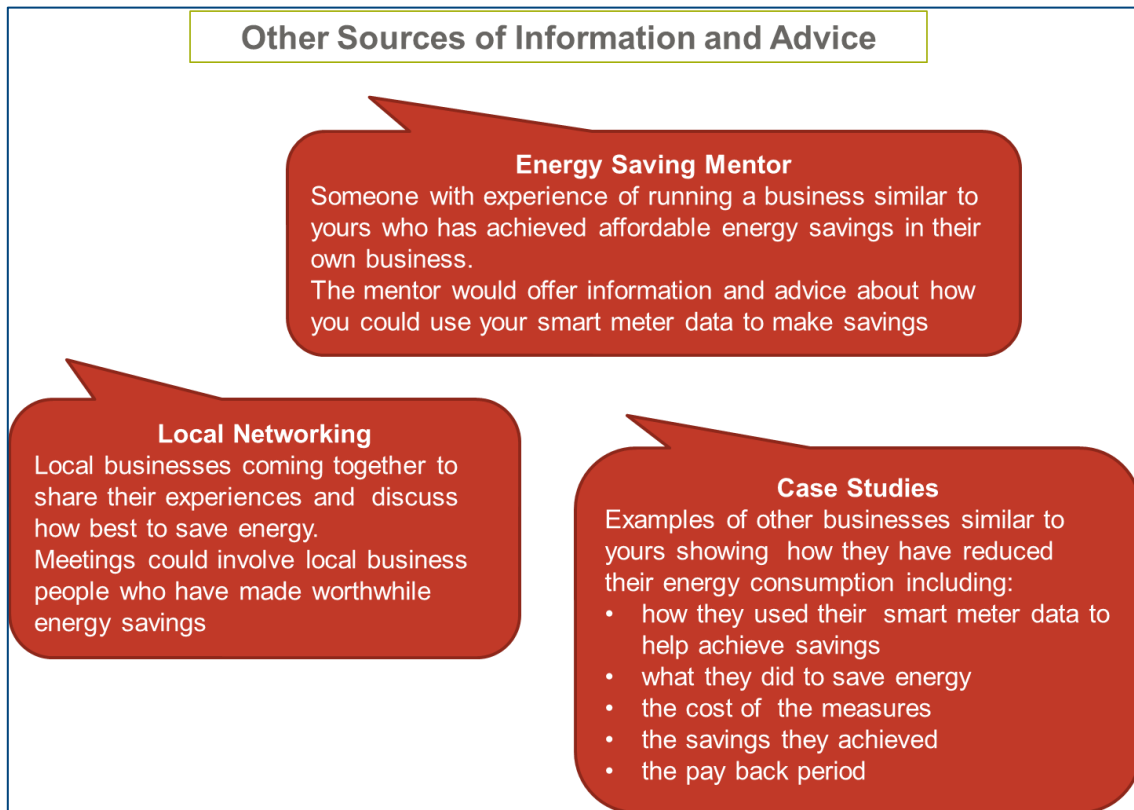 Other Sources of Information and Advice
Energy Saving Mentor
Someone with experience of running a business similar to
yours who has achieved affordable energy savings in their
own business.
The mentor would offer information and advice about how
you could use your smart meter data to make savings
Local Networking
Local businesses coming together to
share their experiences and discuss
how best to save energy.
Meetings could involve local business
people who have made worthwhile
energy savings
Case Studies
Examples of other businesses similar to
yours showing how they have reduced
their energy consumption including:
• how they used their smart meter data to
help achieve savings
• what they did to save energy
• the cost of the measures
• the savings they achieved
• the pay back period